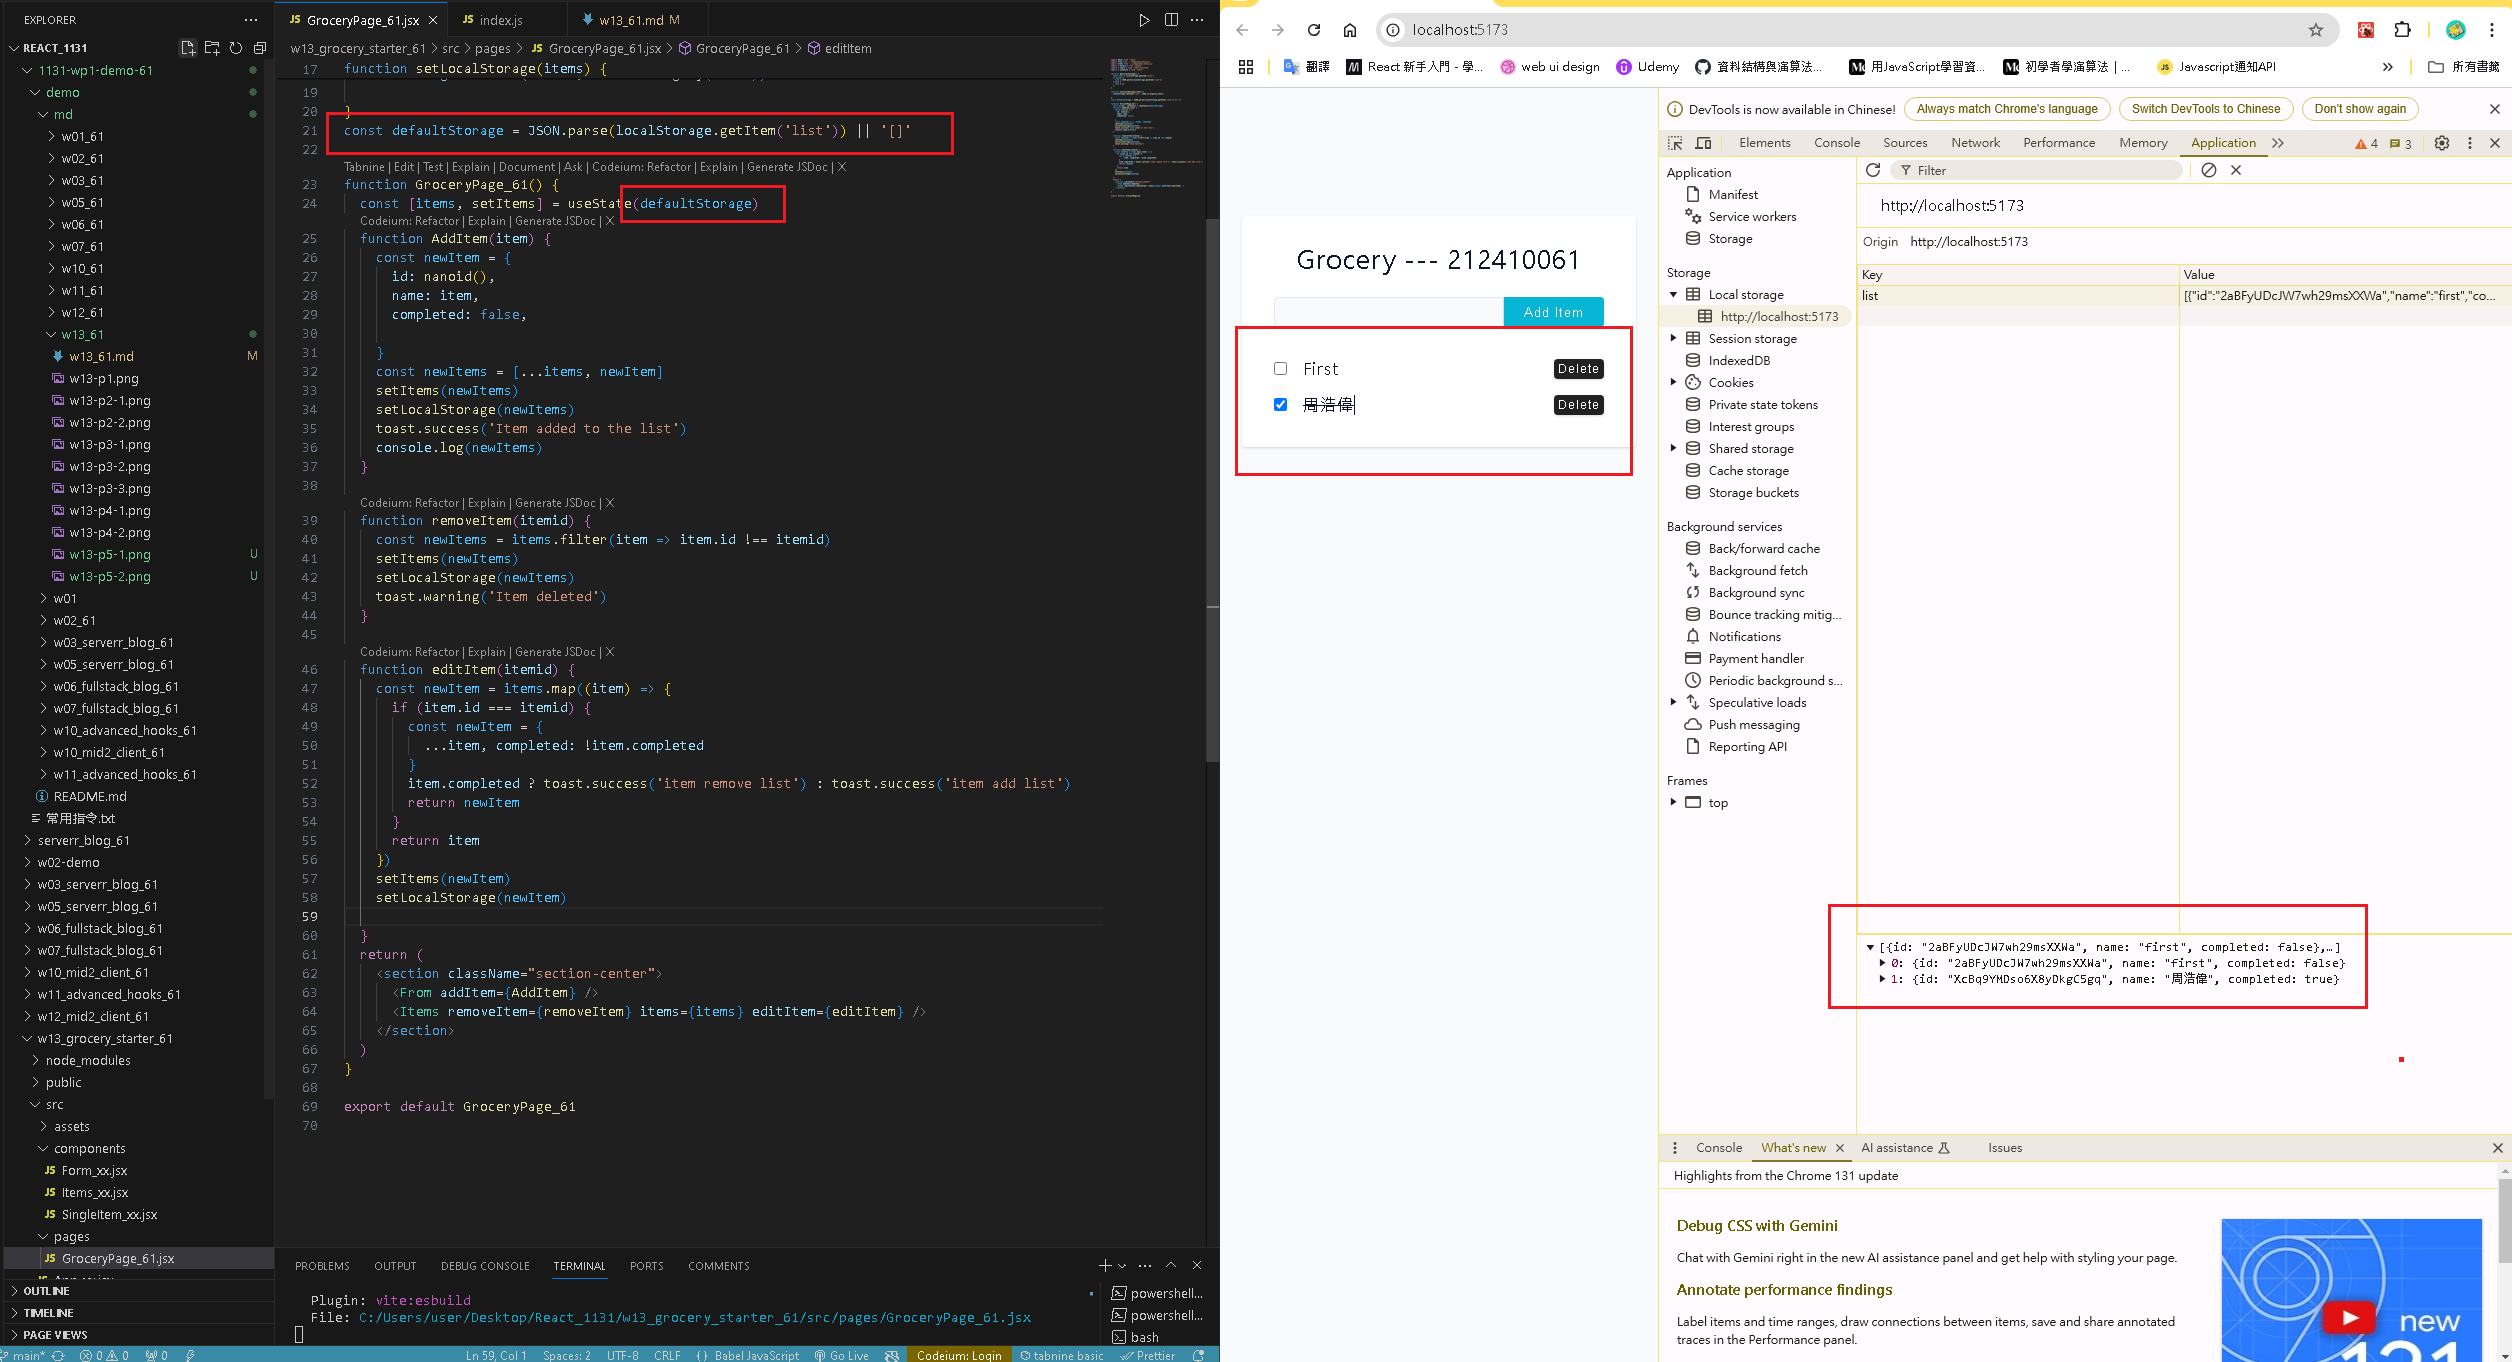 EXPLORER
REACT_1131
1131-wp1-demo-61
demo
md
w01_61
w02_61
w03_61
w05_61
w06_61
w07_61
w10_61
w11_61
w12_61
w13_61
w13_61.md M
w13-p1.png
w13-p2-1.png
w13-p2-2.png
w13-p3-1.png
w13-p3-2.png
w13-p3-3.png
w13-p4-1.png
w13-p4-2.png
w13-p5-1.png U
w13-p5-2.png U
w01
w02_61
w03_serverr_blog_61
w05_serverr_blog_61
w06_fullstack_blog_61
w07_fullstack_blog_61
w10_advanced_hooks_61
w10_mid2_client_61
w11_advanced_hooks_61
README.md
常用指令.txt
serverr_blog_61
w02-demo
w03_serverr_blog_61
w05_serverr_blog_61
w06_fullstack_blog_61
w07_fullstack_blog_61
w10_mid2_client_61
w11_advanced_hooks_61
w12_mid2_client_61
w13_grocery_starter_61
node_modules
public
src
assets
components
JS Form_xx.jsx
JS Items_xx.jsx
JS SingleItem_xx.jsx
pages
JS GroceryPage_61.jsx
OUTLINE
TIMELINE
PAGE VIEWS
JS GroceryPage_61.jsx
JS index.js
w13_61.md M
w13_grocery_starter_61 > src > pages > JS GroceryPage_61.jsx > GroceryPage_61 > editItem
17 function setLocalStorage(items) {
19
20 }
21 const defaultStorage = JSON.parse(localStorage.getItem('list')) || '[]'
22
Tabnine | Edit | Test | Explain | Document | Ask | Codeium: Refactor | Explain | Generate JSDoc | X
23 function GroceryPage_61() {
24 const [items, setItems] = useState(defaultStorage)
Codeium: Refactor | Explain | Generate JSDoc | X
25 function AddItem(item) {
26 const newItem = {
27 id: nanoid(),
28 name: item,
29 completed: false,
30
31 }
32 const newItems = [...items, newItem]
33 setItems(newItems)
34 setLocalStorage(newItems)
35 toast.success('Item added to the list')
36 console.log(newItems)
37 }
38
Codeium: Refactor | Explain | Generate JSDoc | X
39 function removeItem(itemid) {
40 const newItems = items.filter(item => item.id !== itemid)
41 setItems(newItems)
42 setLocalStorage(newItems)
43 toast.warning('Item deleted')
44 }
45
Codeium: Refactor | Explain | Generate JSDoc | X
46 function editItem(itemid) {
47 const newItem = items.map((item) => {
48 if (item.id === itemid) {
49 const newItem = {
50 ...item, completed: !item.completed
51 }
52 item.completed ? toast.success('item remove list') : toast.success('item add list')
53 return newItem
54 }
55 return item
56 })
57 setItems(newItem)
58 setLocalStorage(newItem)
59
60 }
61 return (
62 <section className="section-center">
63 <From addItem={AddItem} />
64 <Items removeItem={removeItem} items={items} editItem={editItem} />
65 </section>
66 )
67 }
68
69 export default GroceryPage_61
70
PROBLEMS OUTPUT DEBUG CONSOLE TERMINAL PORTS COMMENTS
Plugin: vite:esbuild
File: C:/Users/user/Desktop/React_1131/w13_grocery_starter_61/src/pages/GroceryPage_61.jsx
powershell...
powershell...
bash
main* 0 0 0 Ln 59, Col 1 Spaces: 2 UTF-8 CRLF { } Babel JavaScript Go Live Codeium: Login tabnine basic Prettier
localhost:5173
翻譯
React 新手入門 - 學...
web ui design
Udemy
資料結構與演算法...
用JavaScript學習資...
初學者學演算法 | ...
Javascript通知API
所有書籤
Grocery --- 212410061
Add Item
First Delete
周浩偉 Delete
DevTools is now available in Chinese! Always match Chrome's language Switch DevTools to Chinese Don't show again
Elements Console Sources Network Performance Memory Application 4 3
Application
Manifest
Service workers
Storage
Storage
Local storage
http://localhost:5173
Session storage
IndexedDB
Cookies
Private state tokens
Interest groups
Shared storage
Cache storage
Storage buckets
Background services
Back/forward cache
Background fetch
Background sync
Bounce tracking mitig...
Notifications
Payment handler
Periodic background s...
Speculative loads
Push messaging
Reporting API
Frames
top
Filter
http://localhost:5173
Origin http://localhost:5173
Key Value
list [{"id":"2aBFyUDcJW7wh29msXXWa","name":"first","co...
[{id: "2aBFyUDcJW7wh29msXXWa", name: "first", completed: false},…]
0: {id: "2aBFyUDcJW7wh29msXXWa", name: "first", completed: false}
1: {id: "XcBq9YMDso6X8yDkgC5gq", name: "周浩偉", completed: true}
Console What's new AI assistance Issues
Highlights from the Chrome 131 update
Debug CSS with Gemini
Chat with Gemini right in the new AI assistance panel and get help with styling your page.
Annotate performance findings
Label items and time ranges, draw connections between items, save and share annotated
traces in the Performance panel.
new
131